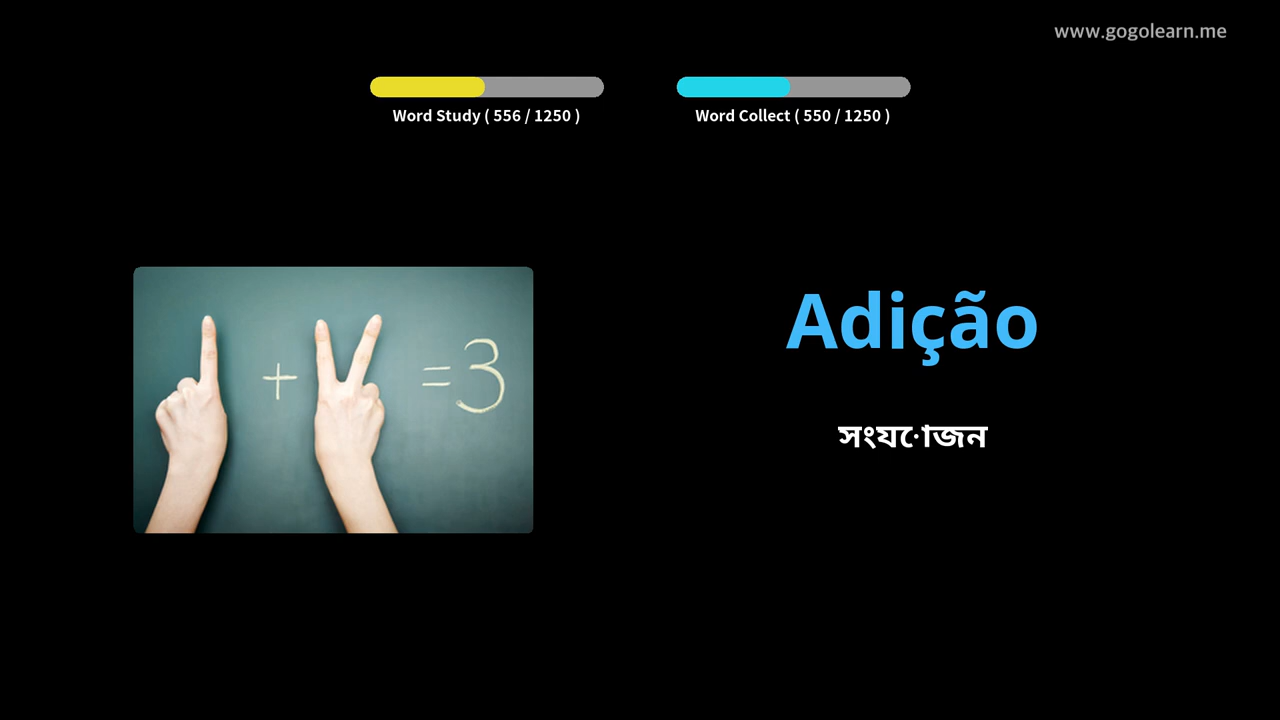 www.gogolearn.me
Word Study ( 556 / 1250 )
Word Collect ( 550 / 1250 )
+ = 3
Adição
সংযোজন